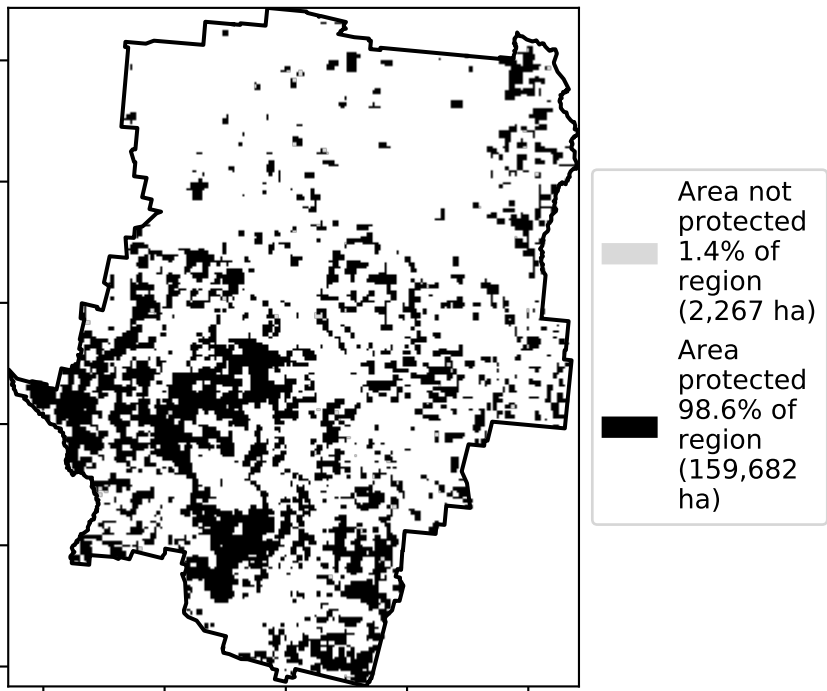 Area not
protected
1.4% of
region
(2,267 ha)
Area
protected
98.6% of
region
(159,682
ha)